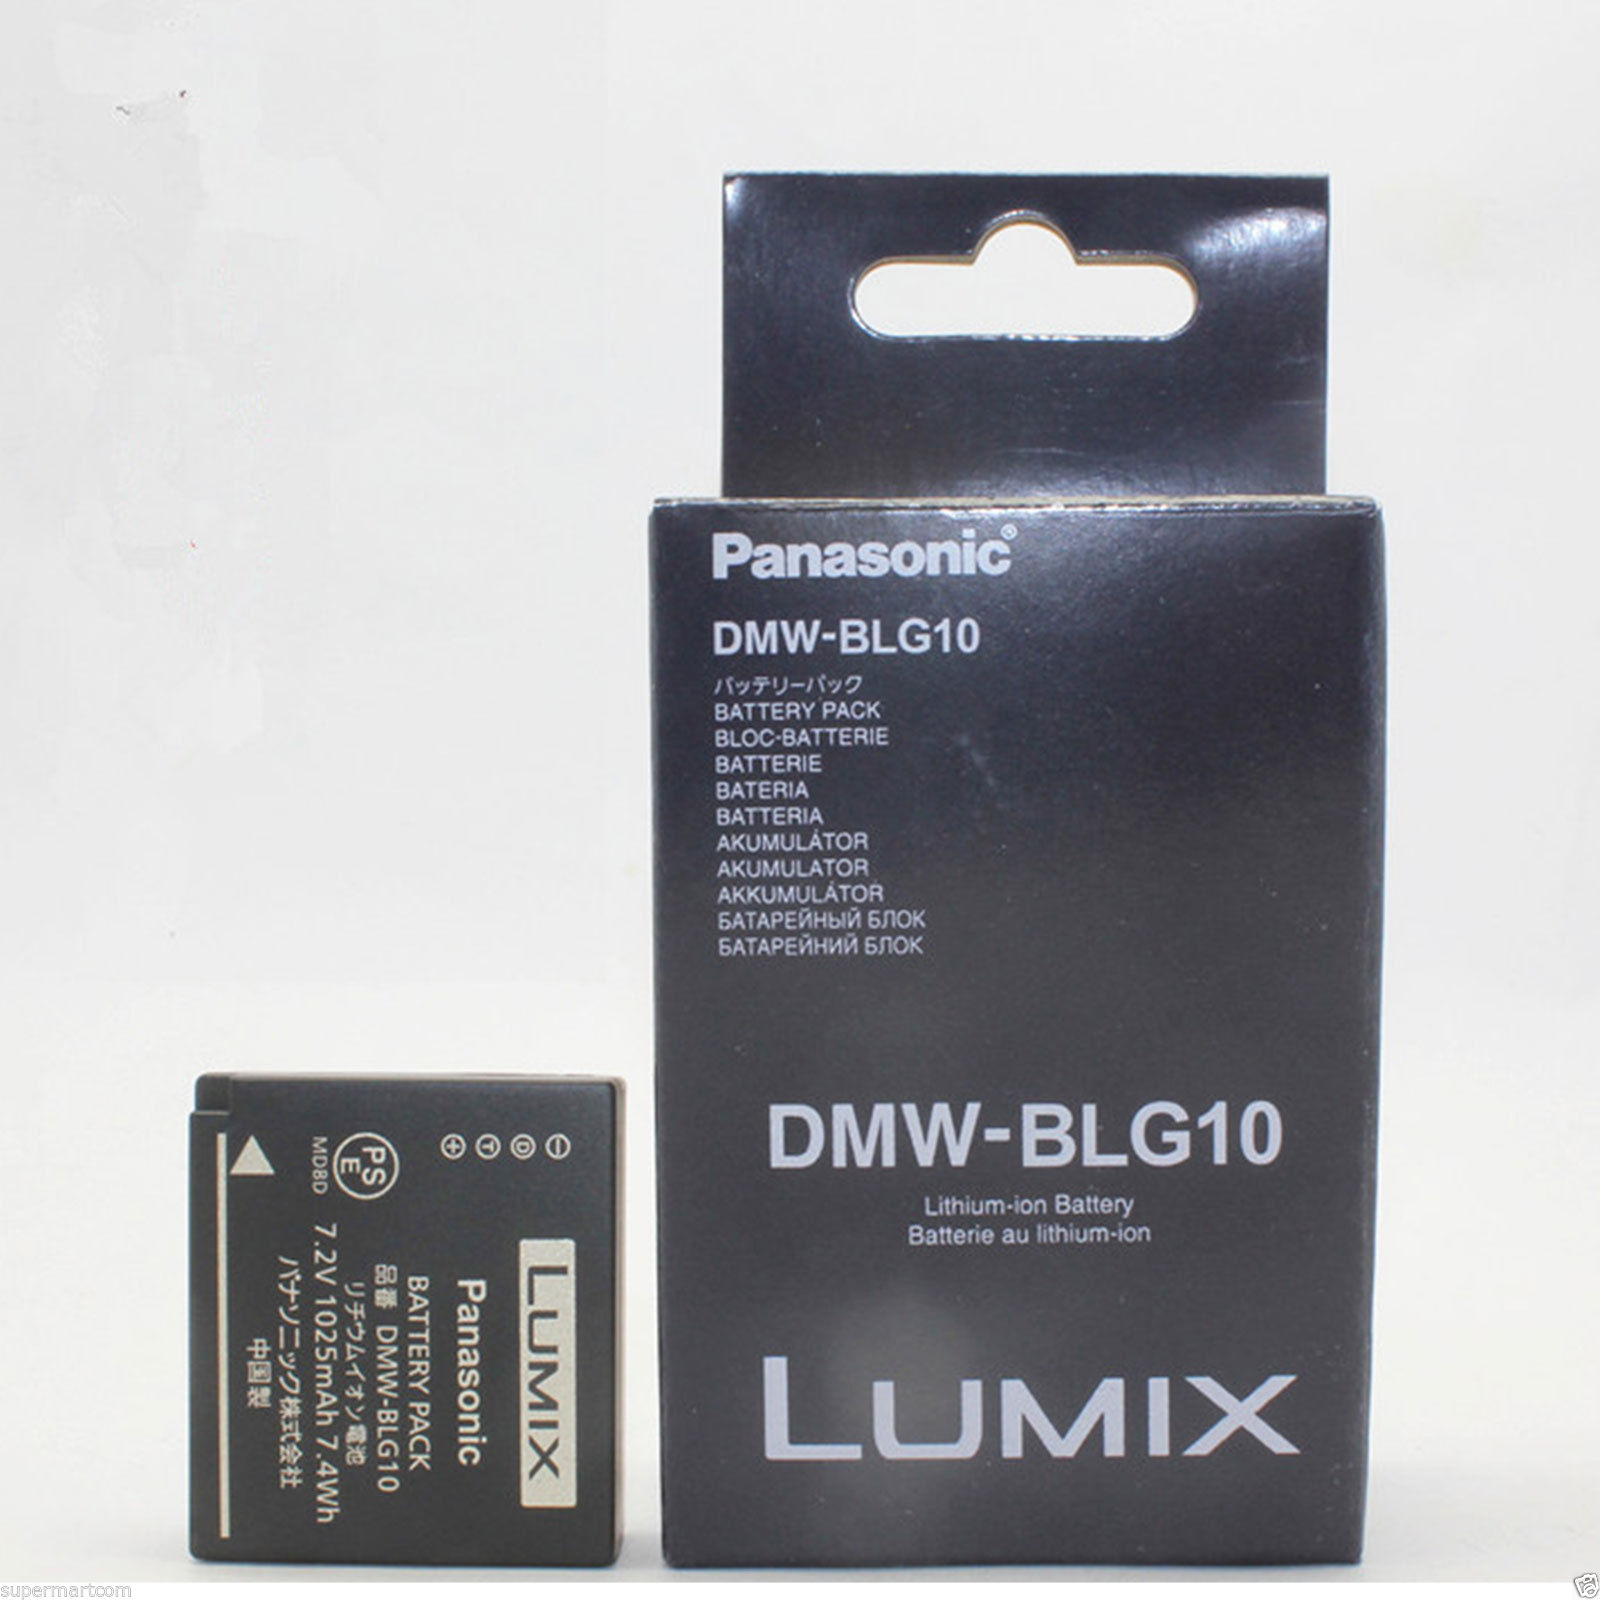 Panasonic®
DMW-BLG10
バッテリーパック
BATTERY PACK
BLOC-BATTERIE
BATTERIE
BATERIA
BATTERIA
AKUMULÁTOR
AKUMULATOR
AKKUMULÁTOR
БАТАРЕЙНЫЙ БЛОК
БАТАРЕЙНИЙ БЛОК
DMW-BLG10
Lithium-ion Battery
Batterie au lithium-ion
LUMIX
LUMIX
Panasonic
BATTERY PACK
品番 DMW-BLG10
リチウムイオン電池
7.2V 1025mAh 7.4Wh
パナソニック株式会社
中国製
− D T +
PS E
MDBD
supermartcom